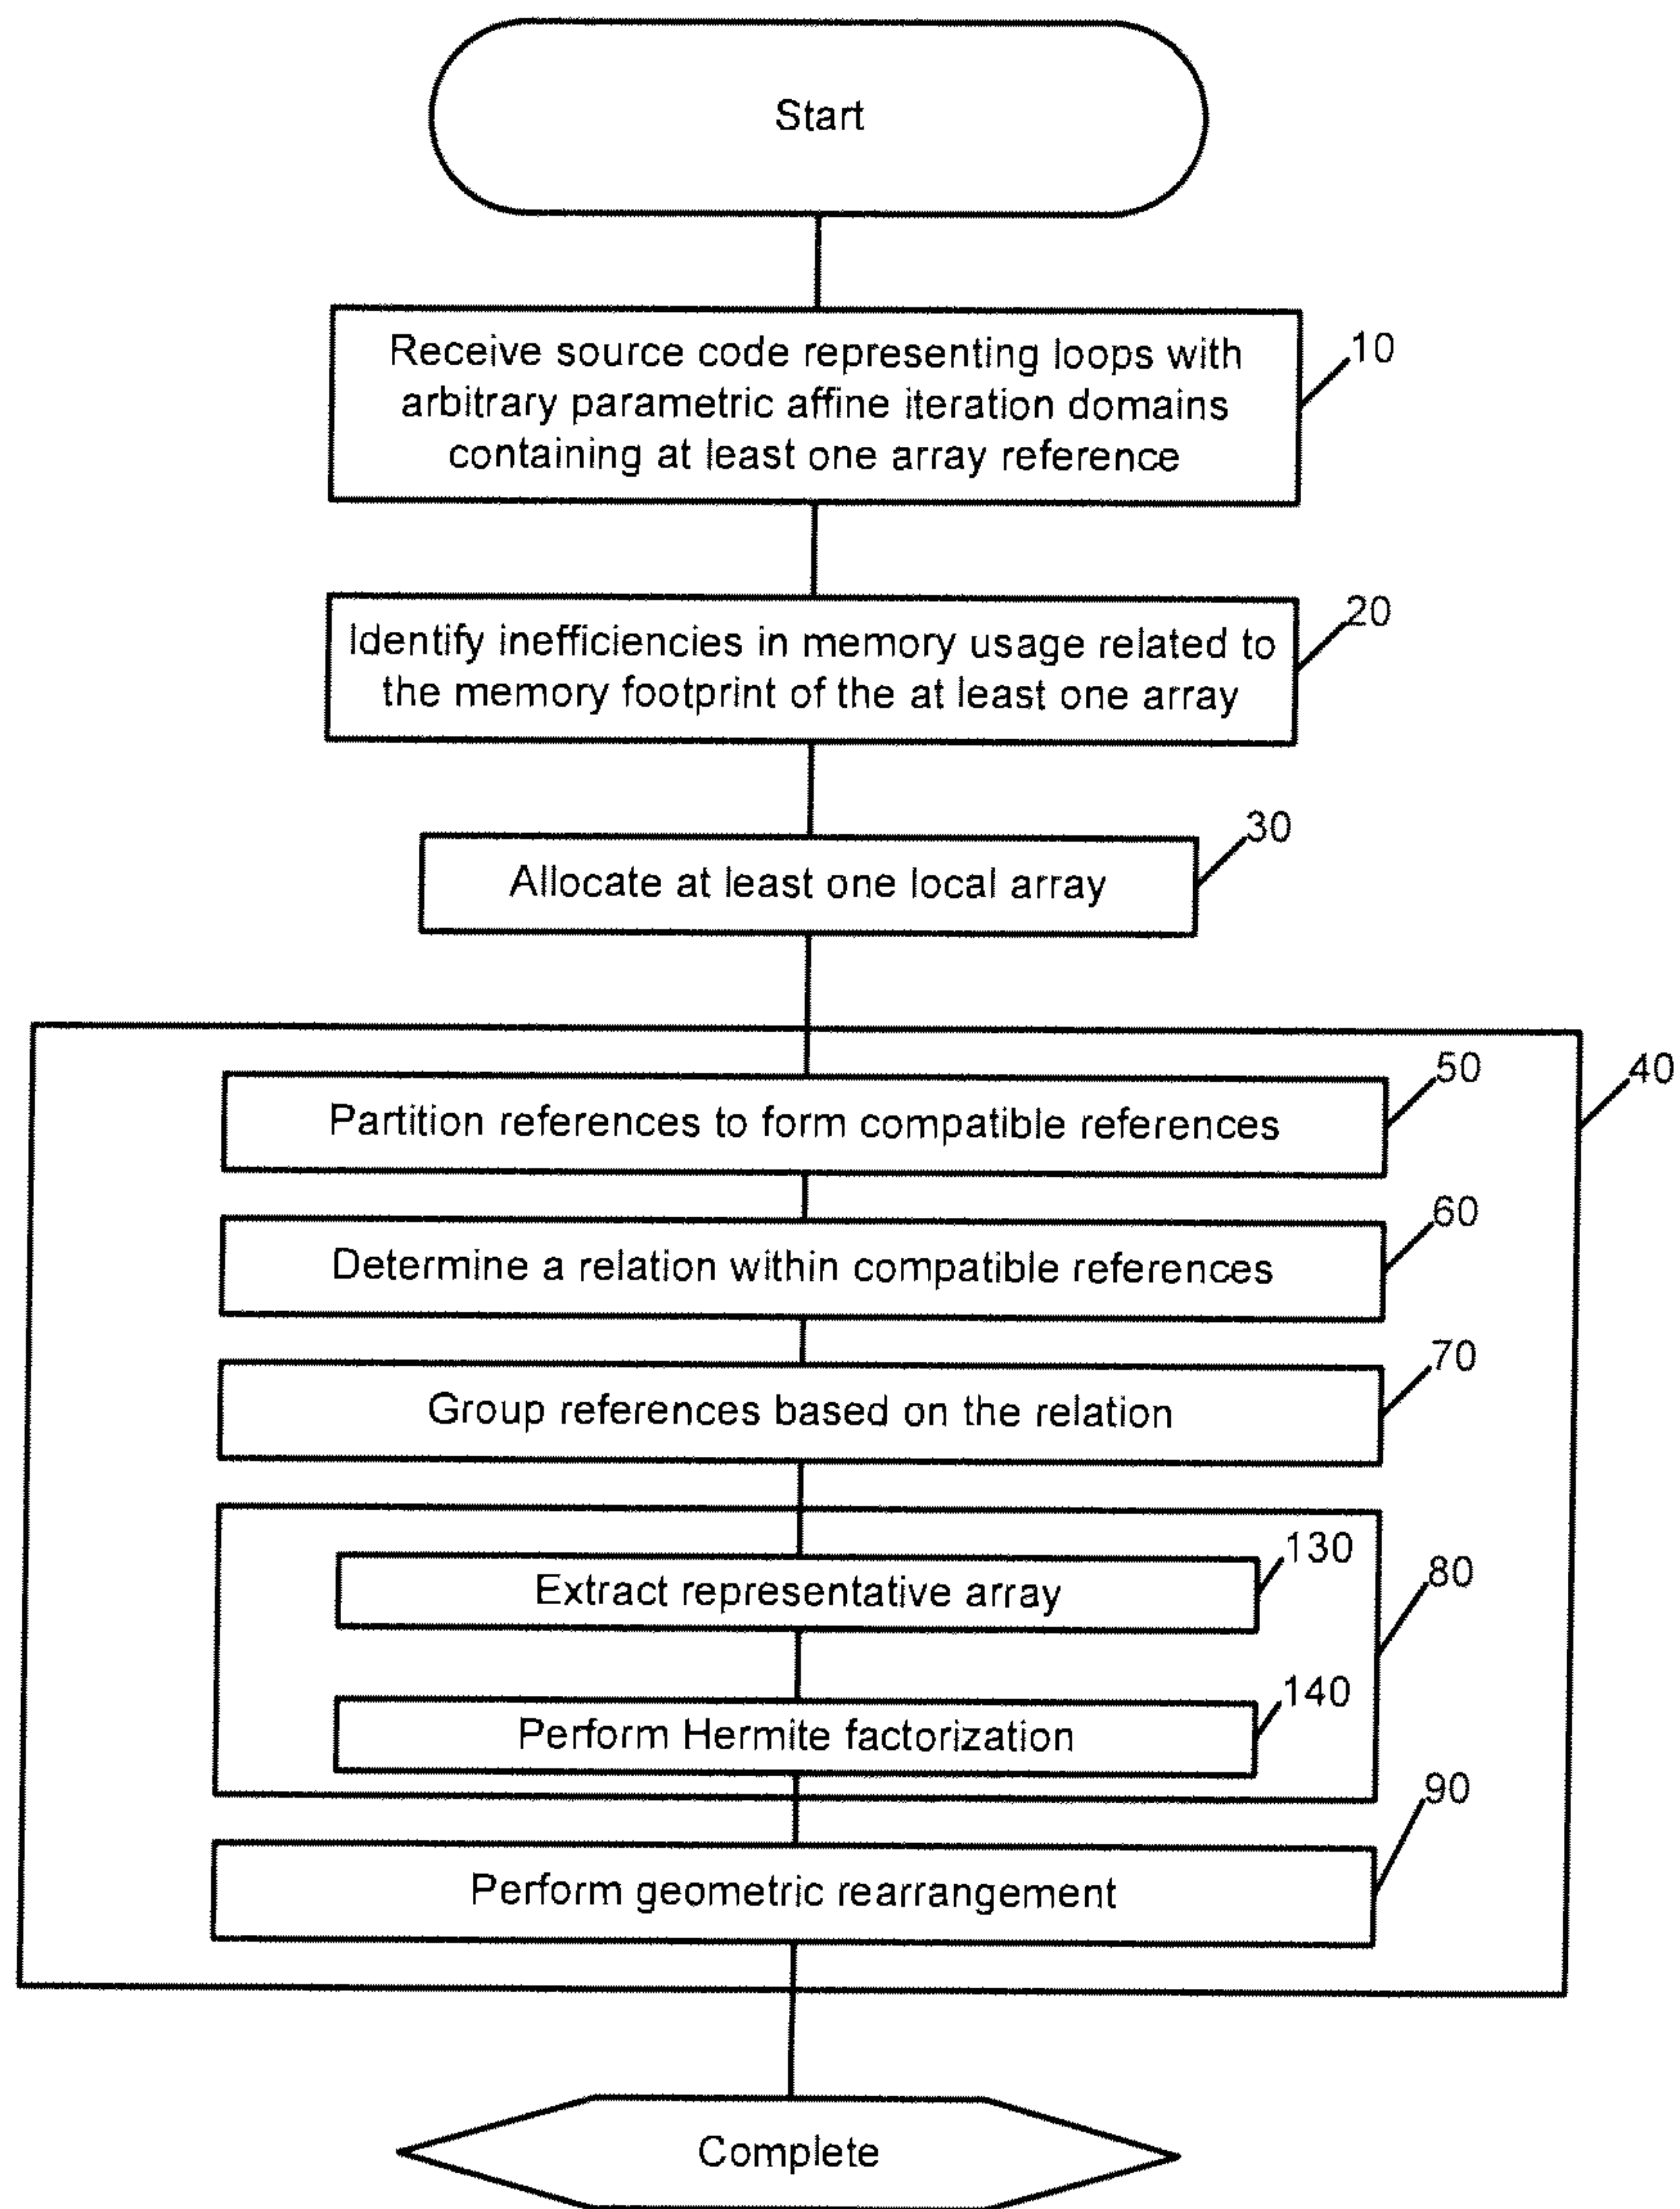 Start
Receive source code representing loops with
arbitrary parametric affine iteration domains
containing at least one array reference
10
Identify inefficiencies in memory usage related to
the memory footprint of the at least one array
20
Allocate at least one local array
30
40
Partition references to form compatible references
50
Determine a relation within compatible references
60
Group references based on the relation
70
80
Extract representative array
130
Perform Hermite factorization
140
Perform geometric rearrangement
90
Complete